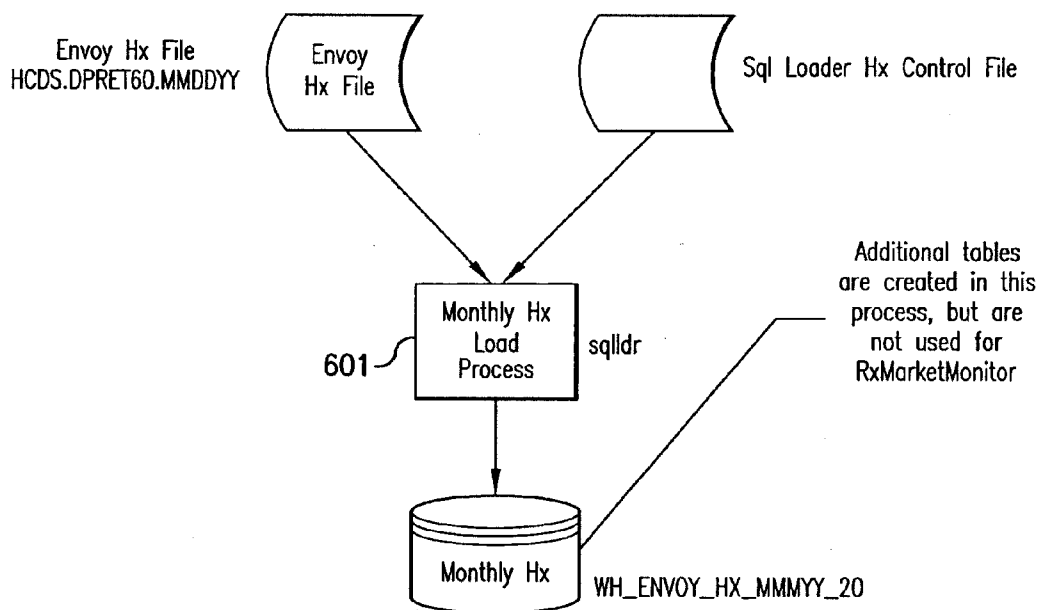 Envoy Hx File
HCDS.DPRET60.MMDDYY
Envoy
Hx File
Sql Loader Hx Control File
Additional tables
are created in this
process, but are
not used for
RxMarketMonitor
Monthly Hx
Load
Process
sqlldr
601
Monthly Hx
WH_ENVOY_HX_MMMYY_20